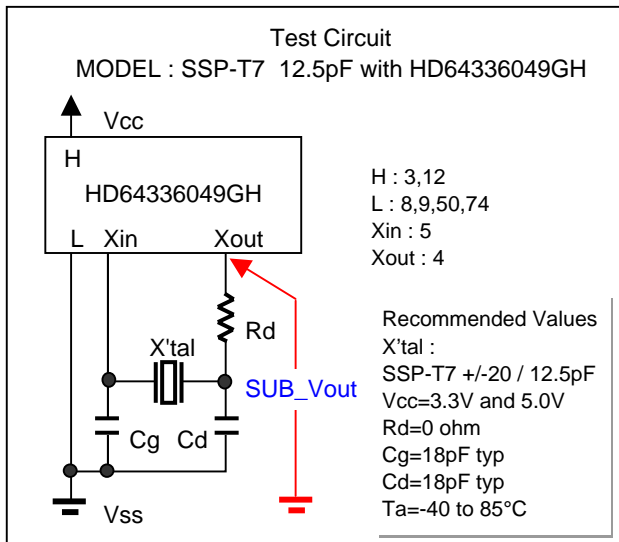 Test Circuit
MODEL : SSP-T7 12.5pF with HD64336049GH
Vcc
H
HD64336049GH
L Xin Xout
H : 3,12
L : 8,9,50,74
Xin : 5
Xout : 4
Rd
X'tal
SUB_Vout
Cg Cd
Vss
Recommended Values
X'tal :
SSP-T7 +/-20 / 12.5pF
Vcc=3.3V and 5.0V
Rd=0 ohm
Cg=18pF typ
Cd=18pF typ
Ta=-40 to 85°C